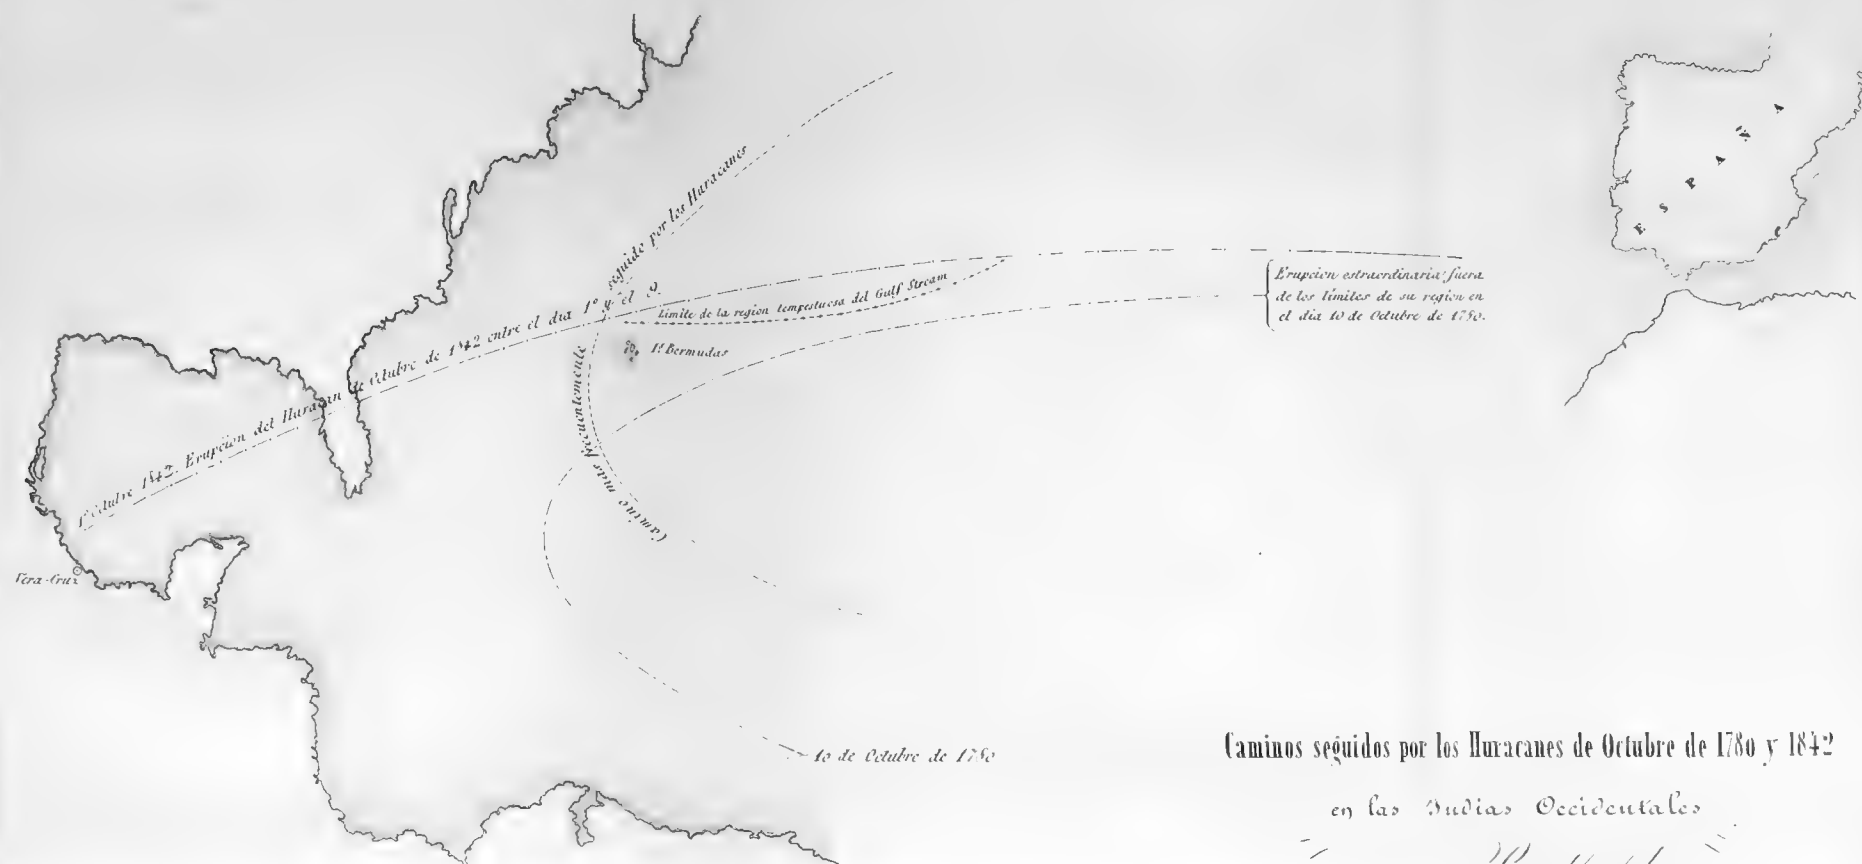 Camino mas frecuentemente seguido por los Huracanes
ESPAÑA
1º Octubre 1842. Erupcion del Huracan de Octubre de 1842 entre el dia 1º y el 9.
Limite de la region tempestuosa del Gulf Stream
Iˢ Bermudas
Erupcion estraordinaria fuera
de los limites de su region en
el dia 10 de Octubre de 1780.
Vera-Cruz
10 de Octubre de 1780
Caminos seguidos por los Huracanes de Octubre de 1780 y 1842
en las Indias Occidentales